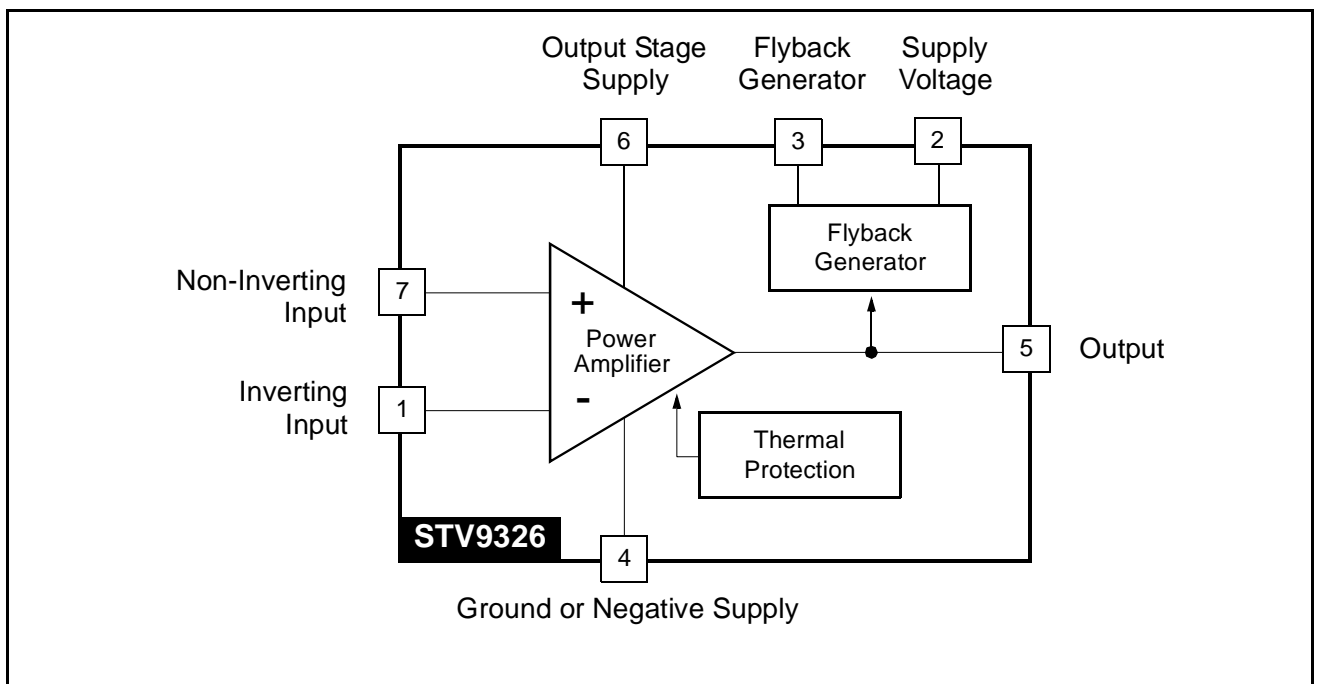 Output Stage
Supply
Flyback
Generator
Supply
Voltage
6
3
2
Flyback
Generator
Non-Inverting
Input
7
+
Power
Amplifier
5
Output
Inverting
Input
1
-
Thermal
Protection
STV9326
4
Ground or Negative Supply